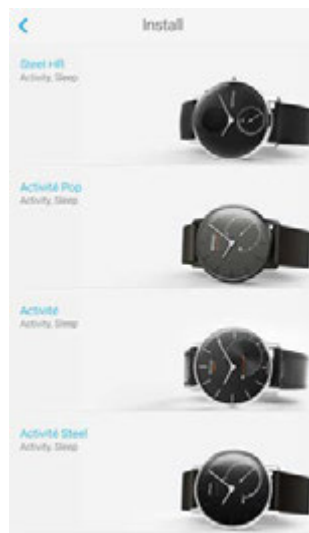 Install
Steel HR
Activity, Sleep
Activité Pop
Activity, Sleep
Activité
Activity, Sleep
Activité Steel
Activity, Sleep